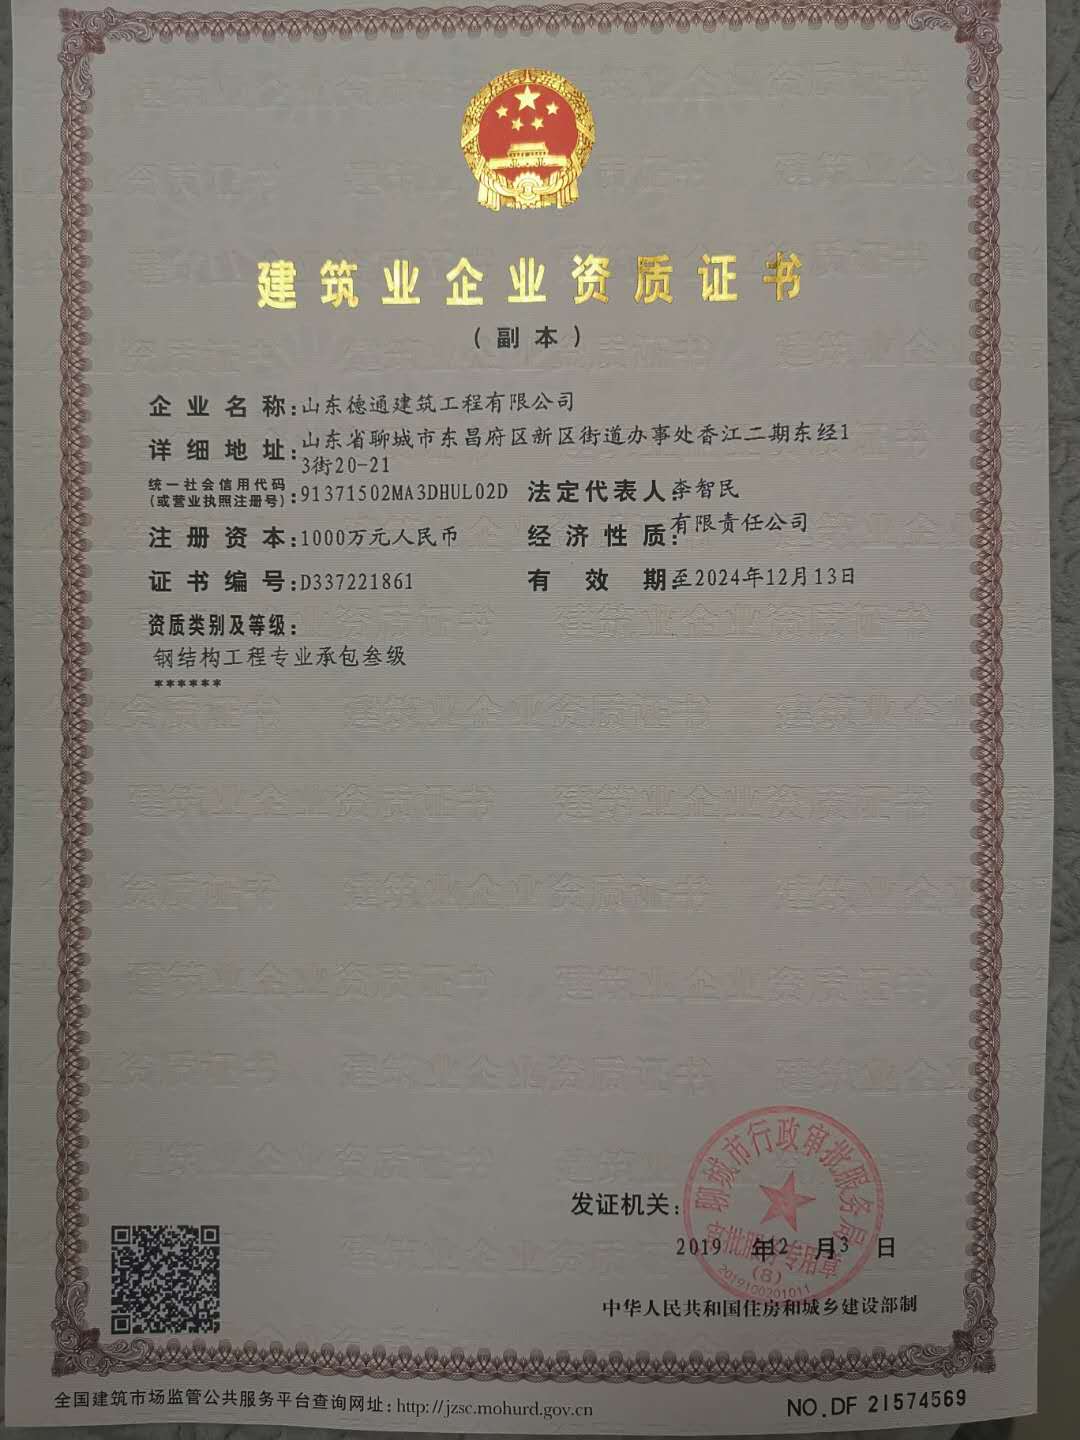 建筑业企业资质证书
（副本）
企业名称：山东德通建筑工程有限公司
详细地址：山东省聊城市东昌府区新区街道办事处香江二期东经1
3街20-21
统一社会信用代码
(或营业执照注册号)：91371502MA3DHUL02D 法定代表人：李智民
注册资本：1000万元人民币 经济性质：有限责任公司
证书编号：D337221861 有效期：至2024年12月13日
资质类别及等级：
钢结构工程专业承包叁级
******
聊城市行政审批服务局
发证机关：
审批服务专用章
2019 年12 月3 日
(8)
2019100201011
中华人民共和国住房和城乡建设部制
全国建筑市场监管公共服务平台查询网址：http://jzsc.mohurd.gov.cn
NO.DF 21574569